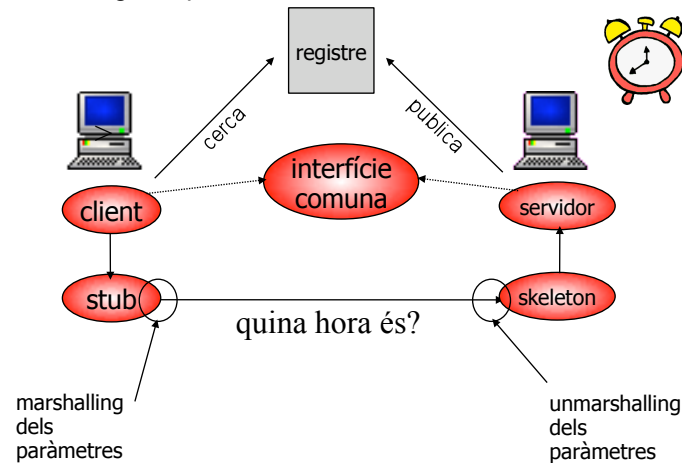 registre
cerca
publica
interfície
comuna
client
servidor
stub
skeleton
quina hora és?
marshalling
dels
paràmetres
unmarshalling
dels
paràmetres